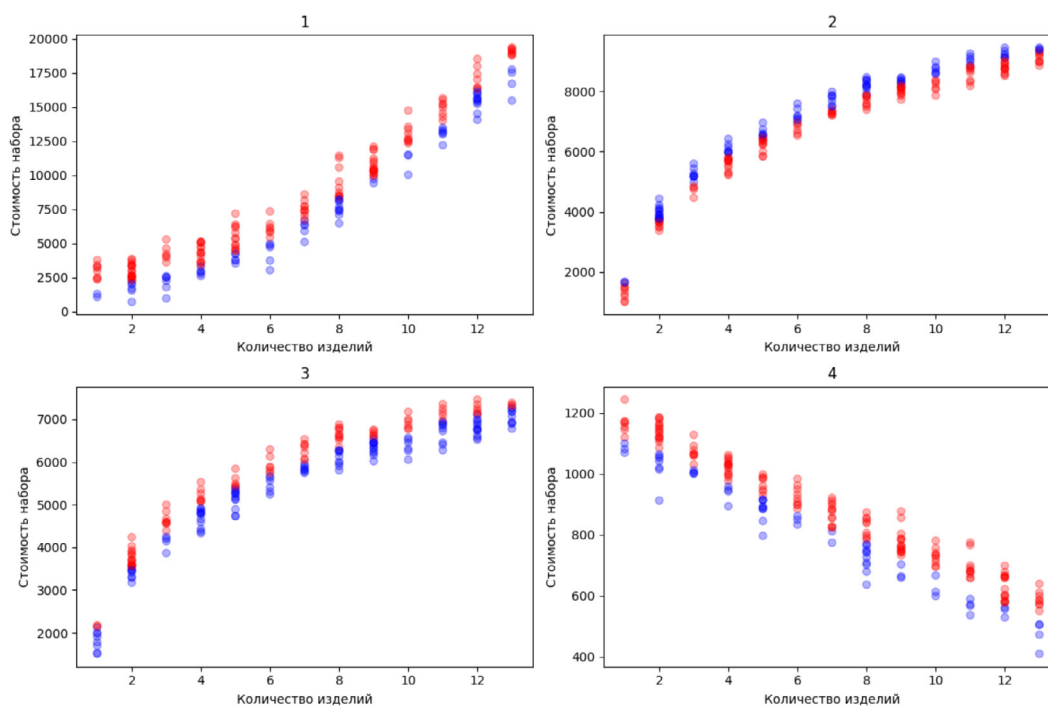 1
20000
17500
15000
12500
10000
7500
5000
2500
0
Стоимость набора
2 4 6 8 10 12
Количество изделий
2
8000
6000
4000
2000
Стоимость набора
2 4 6 8 10 12
Количество изделий
3
7000
6000
5000
4000
3000
2000
Стоимость набора
2 4 6 8 10 12
Количество изделий
4
1200
1000
800
600
400
Стоимость набора
2 4 6 8 10 12
Количество изделий